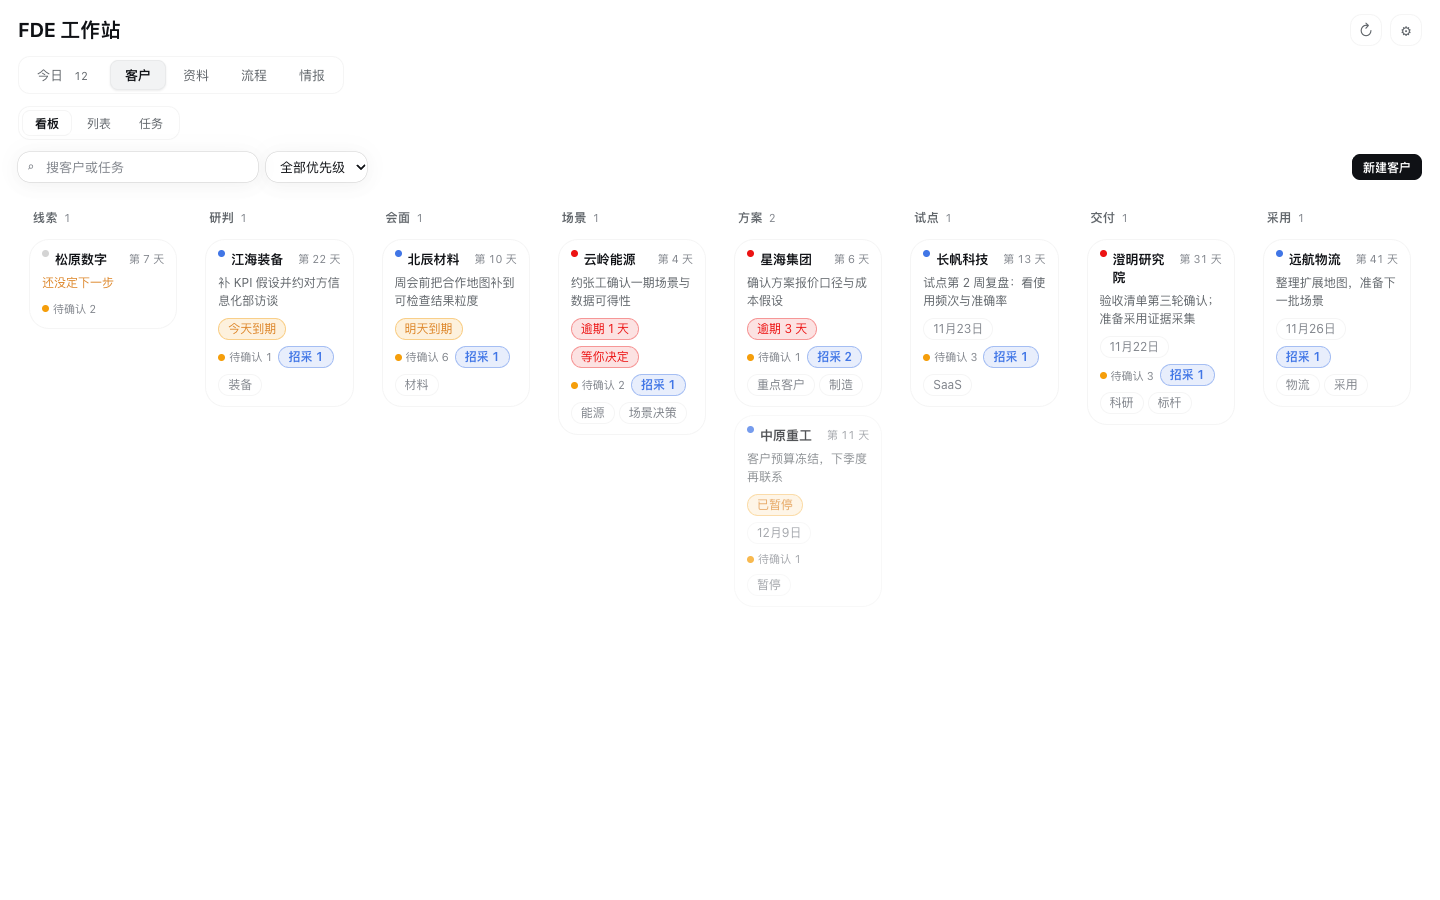 FDE 工作站
今日 12 客户 资料 流程 情报
看板 列表 任务
搜客户或任务 全部优先级 新建客户
线索 1
松原数字 第 7 天
还没定下一步
待确认 2
研判 1
江海装备 第 22 天
补 KPI 假设并约对方信
息化部访谈
今天到期
待确认 1 招采 1
装备
会面 1
北辰材料 第 10 天
周会前把合作地图补到
可检查结果粒度
明天到期
待确认 6 招采 1
材料
场景 1
云岭能源 第 4 天
约张工确认一期场景与
数据可得性
逾期 1 天
等你决定
待确认 2 招采 1
能源 场景决策
方案 2
星海集团 第 6 天
确认方案报价口径与成
本假设
逾期 3 天
待确认 1 招采 2
重点客户 制造
中原重工 第 11 天
客户预算冻结，下季度
再联系
已暂停
12月9日
待确认 1
暂停
试点 1
长帆科技 第 13 天
试点第 2 周复盘：看使
用频次与准确率
11月23日
待确认 3 招采 1
SaaS
交付 1
澄明研究 第 31 天
院
验收清单第三轮确认；
准备采用证据采集
11月22日
待确认 3 招采 1
科研 标杆
采用 1
远航物流 第 41 天
整理扩展地图，准备下
一批场景
11月26日
招采 1
物流 采用